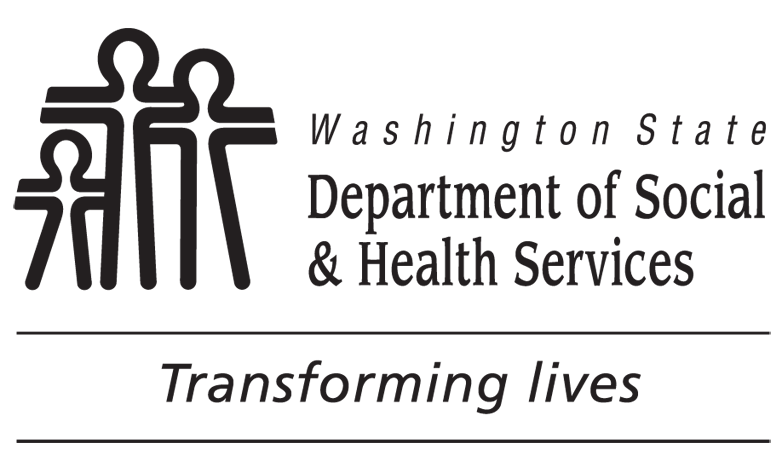 Washington State
Department of Social
& Health Services
Transforming lives